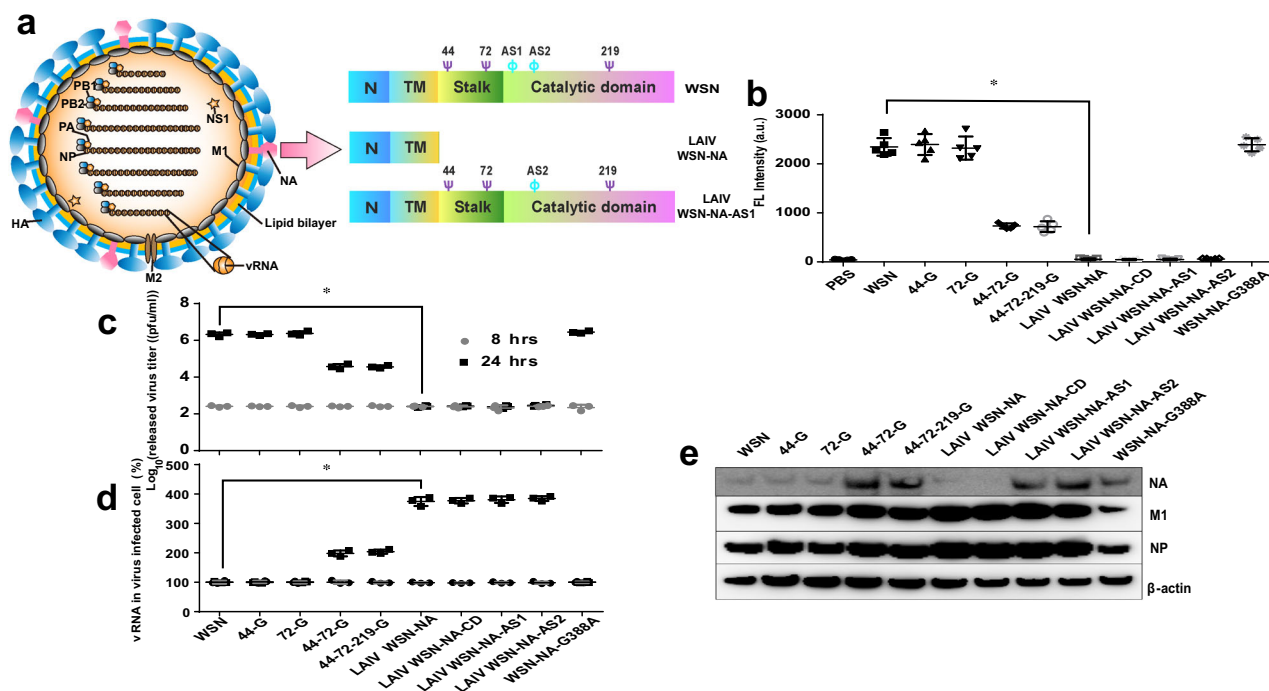 a
PB1
PB2
PA
NP
NS1
M1
NA
Lipid bilayer
HA
vRNA
M2
44 72 AS1 AS2 219
Ψ Ψ Φ Φ Ψ
N TM Stalk Catalytic domain WSN
N TM LAIV
WSN-NA
44 72 AS2 219
Ψ Ψ Φ Ψ
N TM Stalk Catalytic domain LAIV
WSN-NA-AS1
b
FL Intensity (a.u.)
3000
2000
1000
0
*
PBS
WSN
44-G
72-G
44-72-G
44-72-219-G
LAIV WSN-NA
LAIV WSN-NA-CD
LAIV WSN-NA-AS1
LAIV WSN-NA-AS2
WSN-NA-G388A
c
Log10(released virus titer ((pfu/ml))
8
6
4
2
0
*
8 hrs
24 hrs
d
v RNA in virus infected cell (%)
500
400
300
200
100
0
*
WSN
44-G
72-G
44-72-G
44-72-219-G
LAIV WSN-NA
LAIV WSN-NA-CD
LAIV WSN-NA-AS1
LAIV WSN-NA-AS2
WSN-NA-G388A
e
WSN
44-G
72-G
44-72-G
44-72-219-G
LAIV WSN-NA
LAIV WSN-NA-CD
LAIV WSN-NA-AS1
LAIV WSN-NA-AS2
WSN-NA-G388A
NA
M1
NP
β-actin